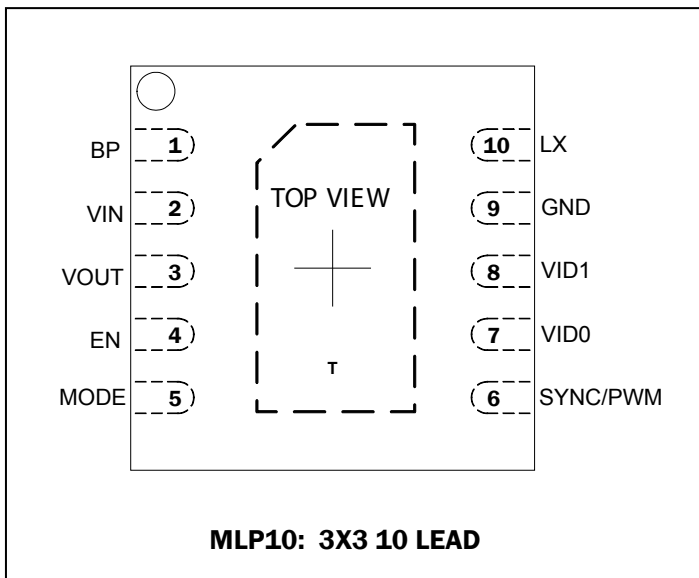 BP 1 10 LX
TOP VIEW
VIN 2 9 GND
VOUT 3 8 VID1
EN 4 7 VID0
T
MODE 5 6 SYNC/PWM
MLP10: 3X3 10 LEAD